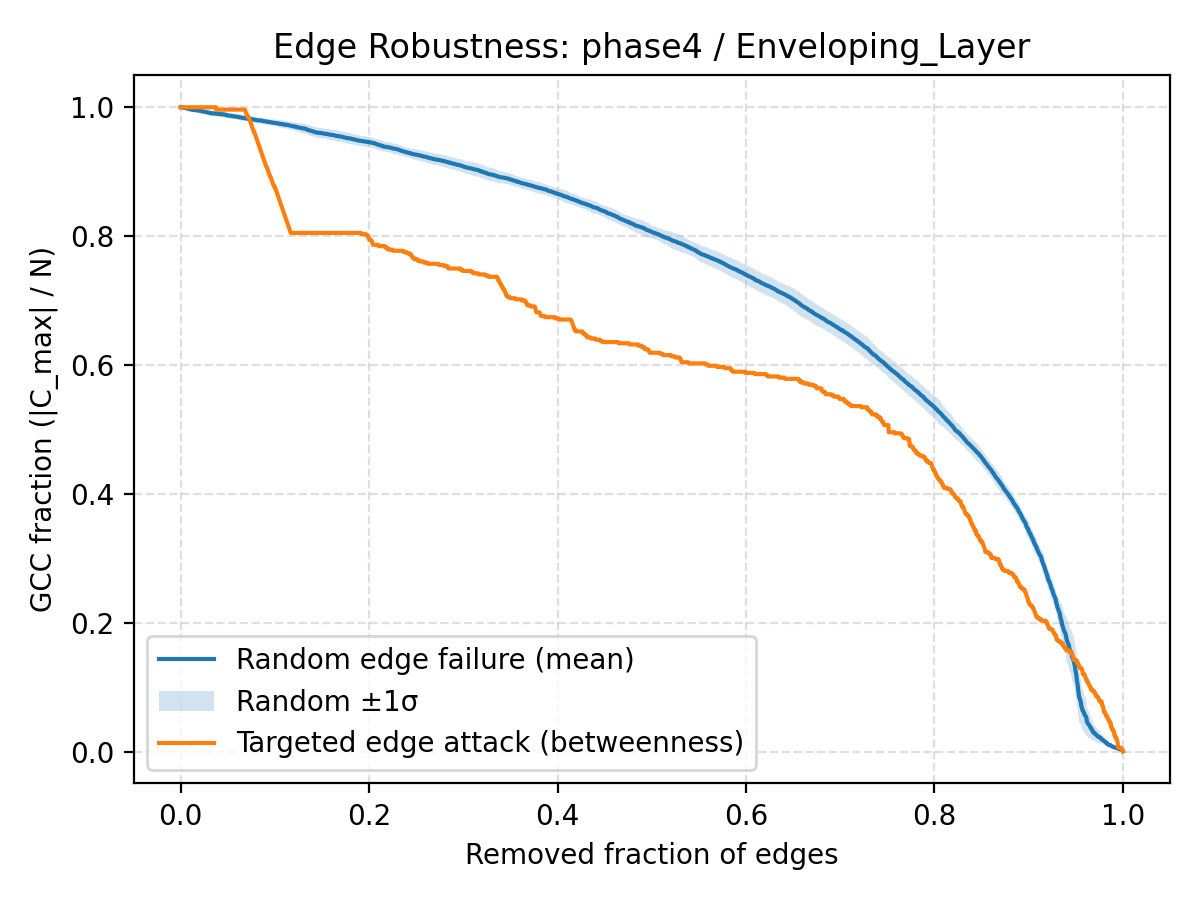 Edge Robustness: phase4 / Enveloping_Layer
GCC fraction (|C_max| / N)
1.0
0.8
0.6
0.4
0.2
0.0
Random edge failure (mean)
Random ±1σ
Targeted edge attack (betweenness)
0.0 0.2 0.4 0.6 0.8 1.0
Removed fraction of edges